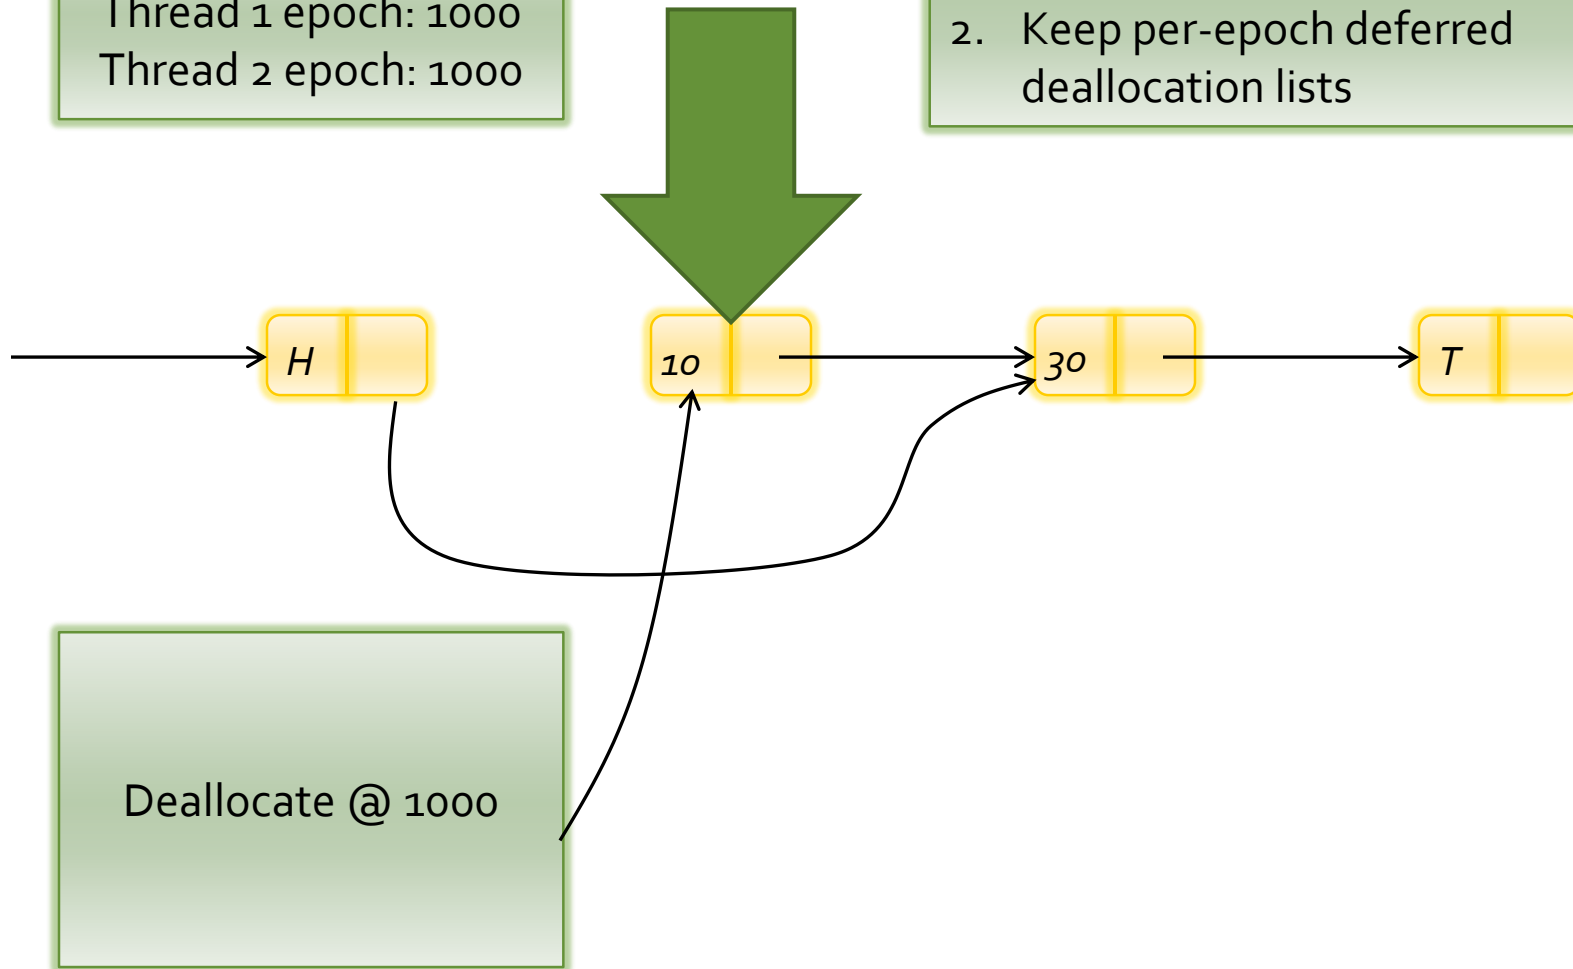 Thread 1 epoch: 1000
Thread 2 epoch: 1000
2. Keep per-epoch deferred
deallocation lists
H
10
30
T
Deallocate @ 1000